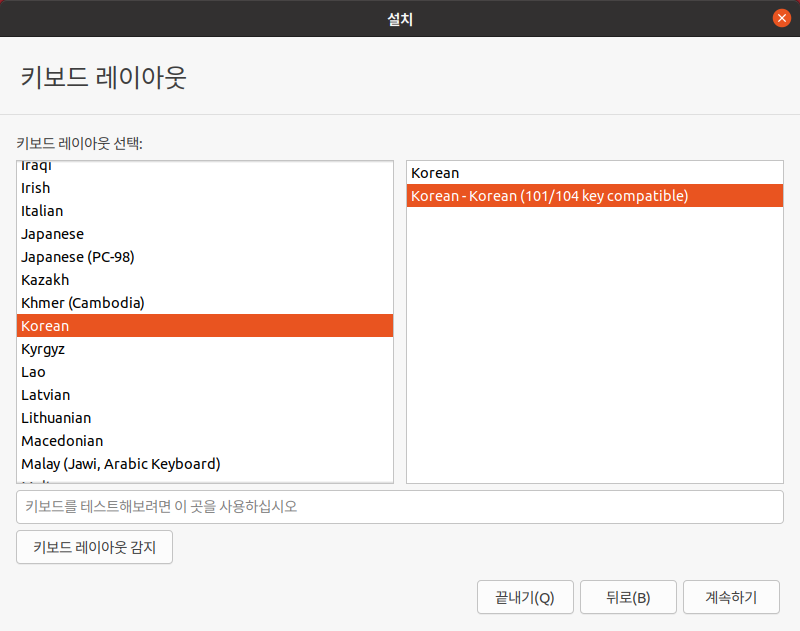 설치
키보드 레이아웃
키보드 레이아웃 선택:
Iraqi
Irish
Italian
Japanese
Japanese (PC-98)
Kazakh
Khmer (Cambodia)
Korean
Kyrgyz
Lao
Latvian
Lithuanian
Macedonian
Malay (Jawi, Arabic Keyboard)
Korean
Korean - Korean (101/104 key compatible)
키보드를 테스트해보려면 이 곳을 사용하십시오
키보드 레이아웃 감지
끝내기(Q)
뒤로(B)
계속하기